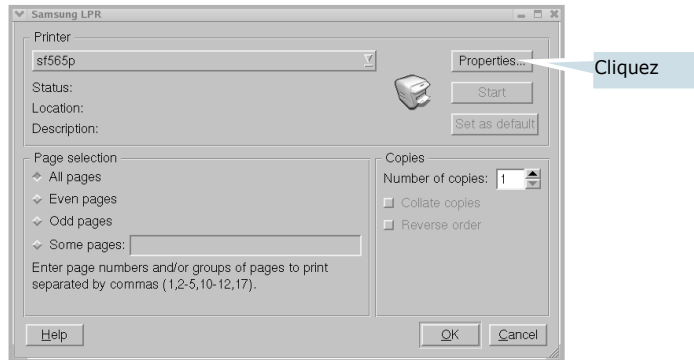 Samsung LPR
Printer
sf565p
Properties...
Cliquez
Status:
Start
Location:
Description:
Set as default
Page selection
All pages
Even pages
Odd pages
Some pages:
Enter page numbers and/or groups of pages to print
separated by commas (1,2-5,10-12,17).
Copies
Number of copies: 1
Collate copies
Reverse order
Help
OK
Cancel